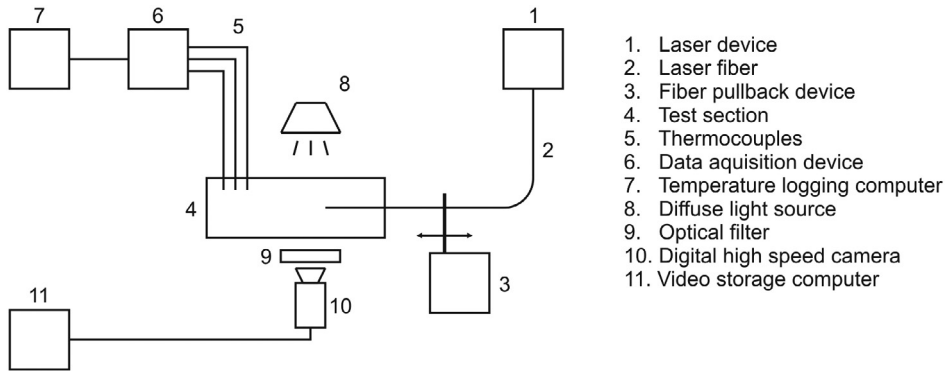 7
6
5
1
8
2
4
9
10
3
11
1. Laser device
2. Laser fiber
3. Fiber pullback device
4. Test section
5. Thermocouples
6. Data aquisition device
7. Temperature logging computer
8. Diffuse light source
9. Optical filter
10. Digital high speed camera
11. Video storage computer